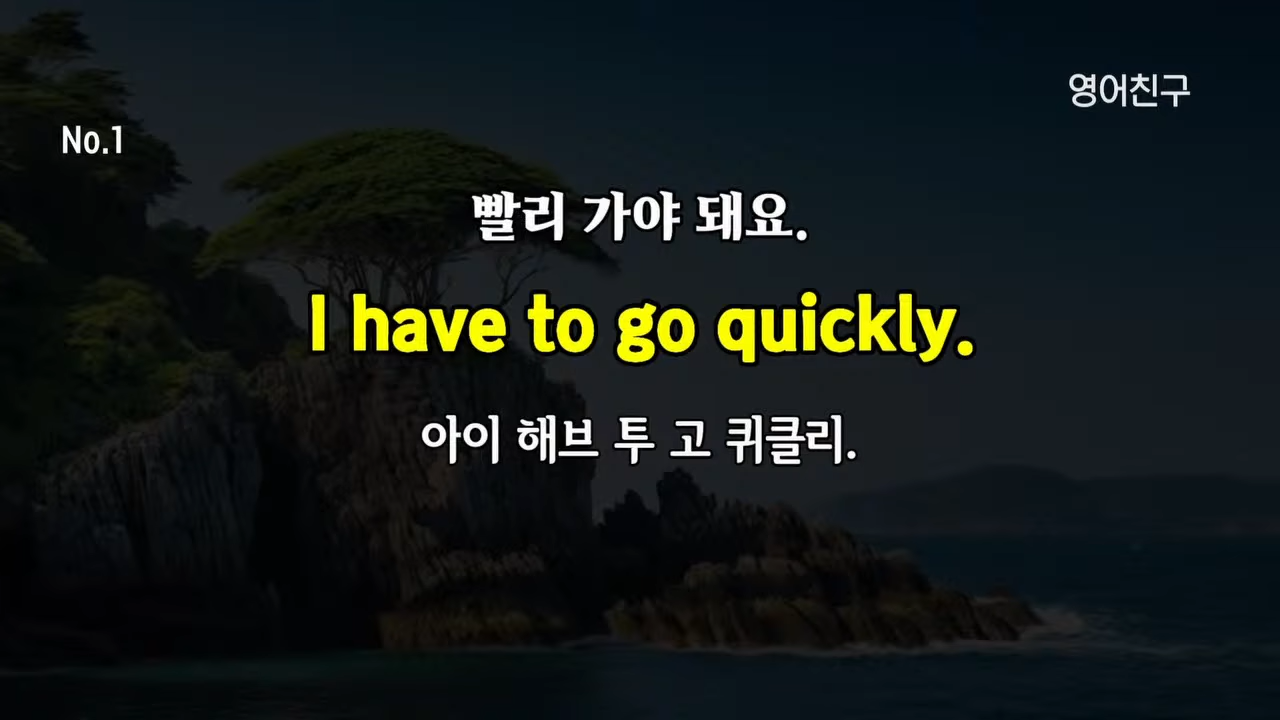 영어친구
No.1
빨리 가야 돼요.
I have to go quickly.
아이 해브 투 고 퀴클리.